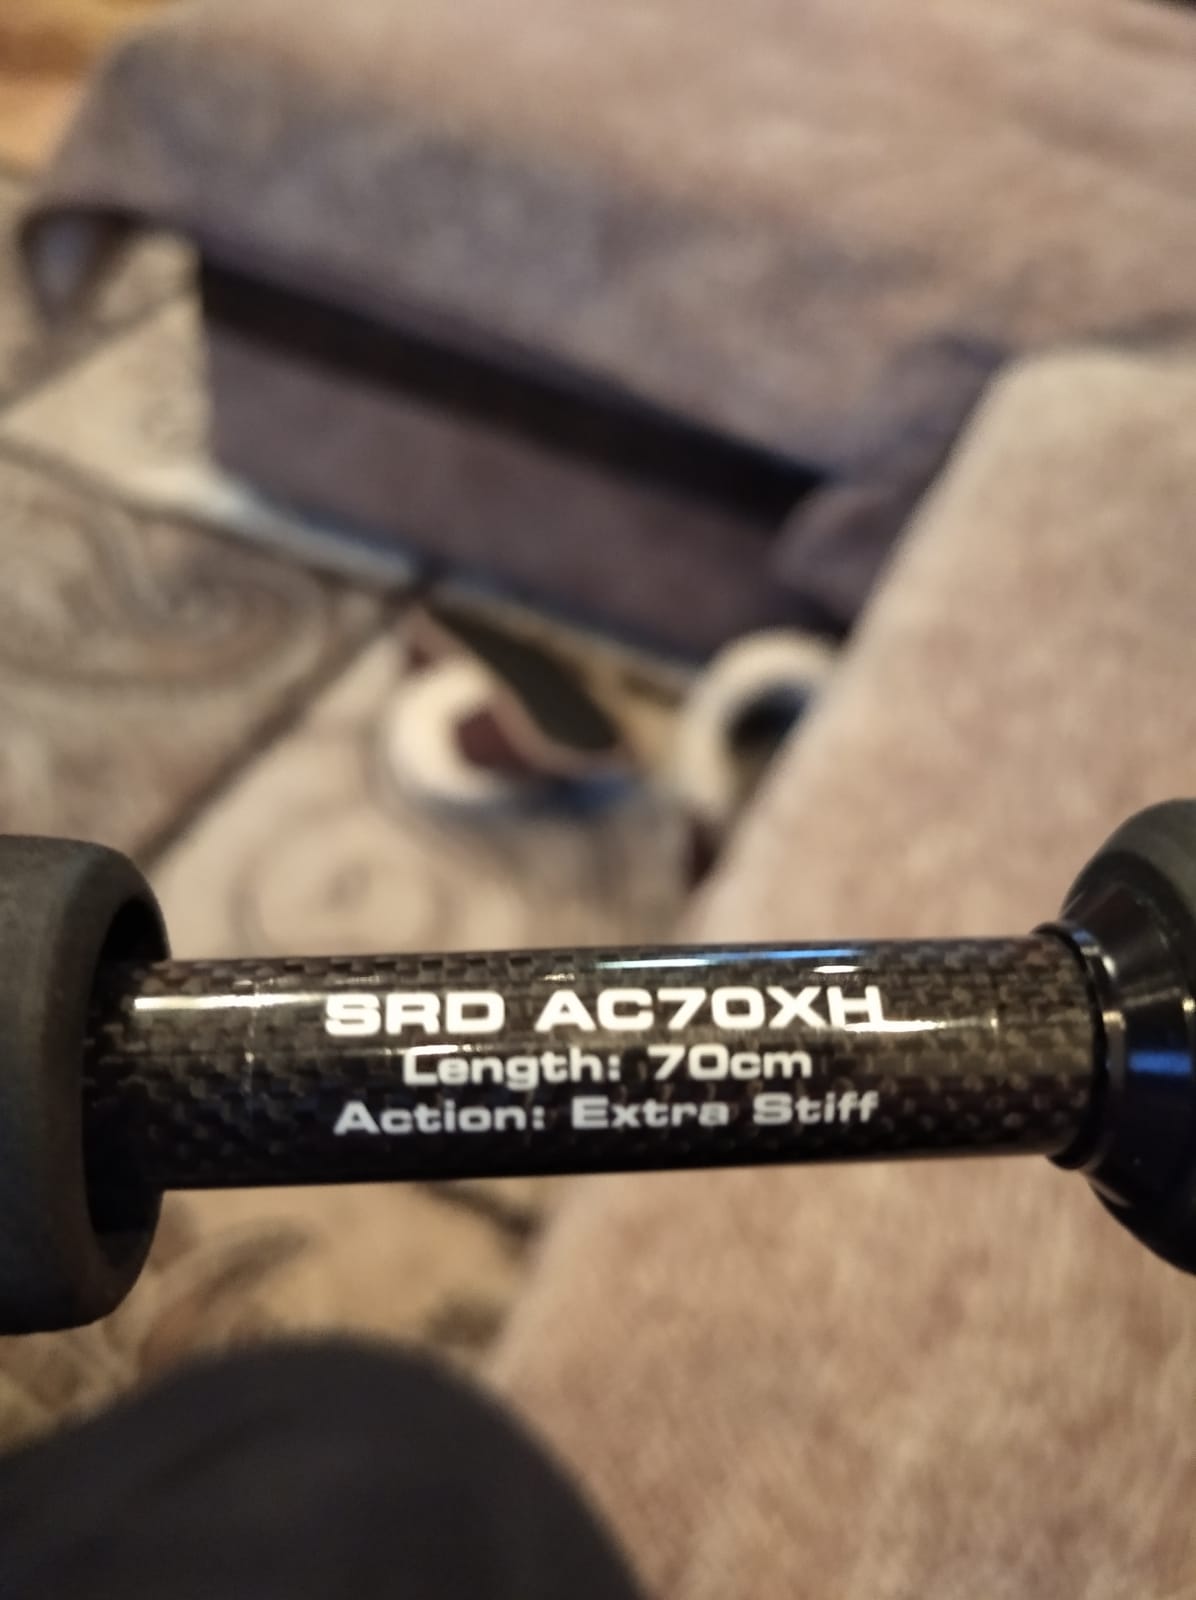 SRD AC70XH
Length: 70cm
Action: Extra Stiff